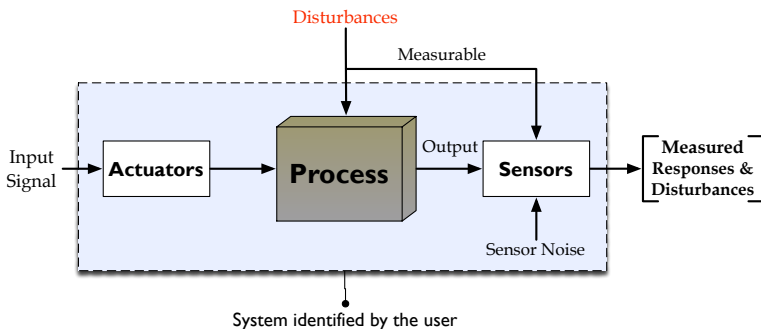 Disturbances
Measurable
Input
Signal
Actuators
Process
Output
Sensors
Measured
Responses &
Disturbances
Sensor Noise
System identified by the user